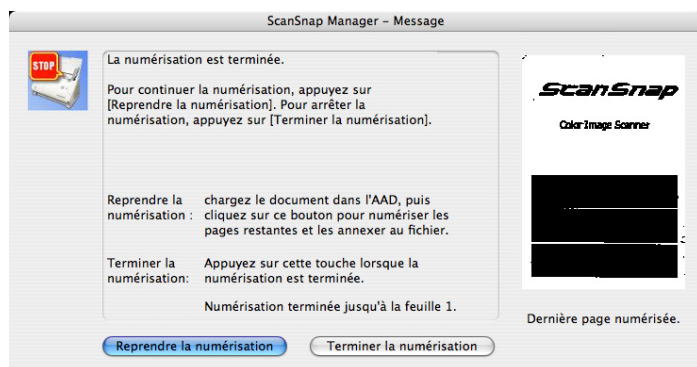 ScanSnap Manager – Message
STOP
La numérisation est terminée.
Pour continuer la numérisation, appuyez sur
[Reprendre la numérisation]. Pour arrêter la
numérisation, appuyez sur [Terminer la numérisation].
Reprendre la numérisation : chargez le document dans l'AAD, puis
cliquez sur ce bouton pour numériser les
pages restantes et les annexer au fichier.
Terminer la numérisation: Appuyez sur cette touche lorsque la
numérisation est terminée.
Numérisation terminée jusqu'à la feuille 1.
ScanSnap
Color Image Scanner
Dernière page numérisée.
Reprendre la numérisation
Terminer la numérisation